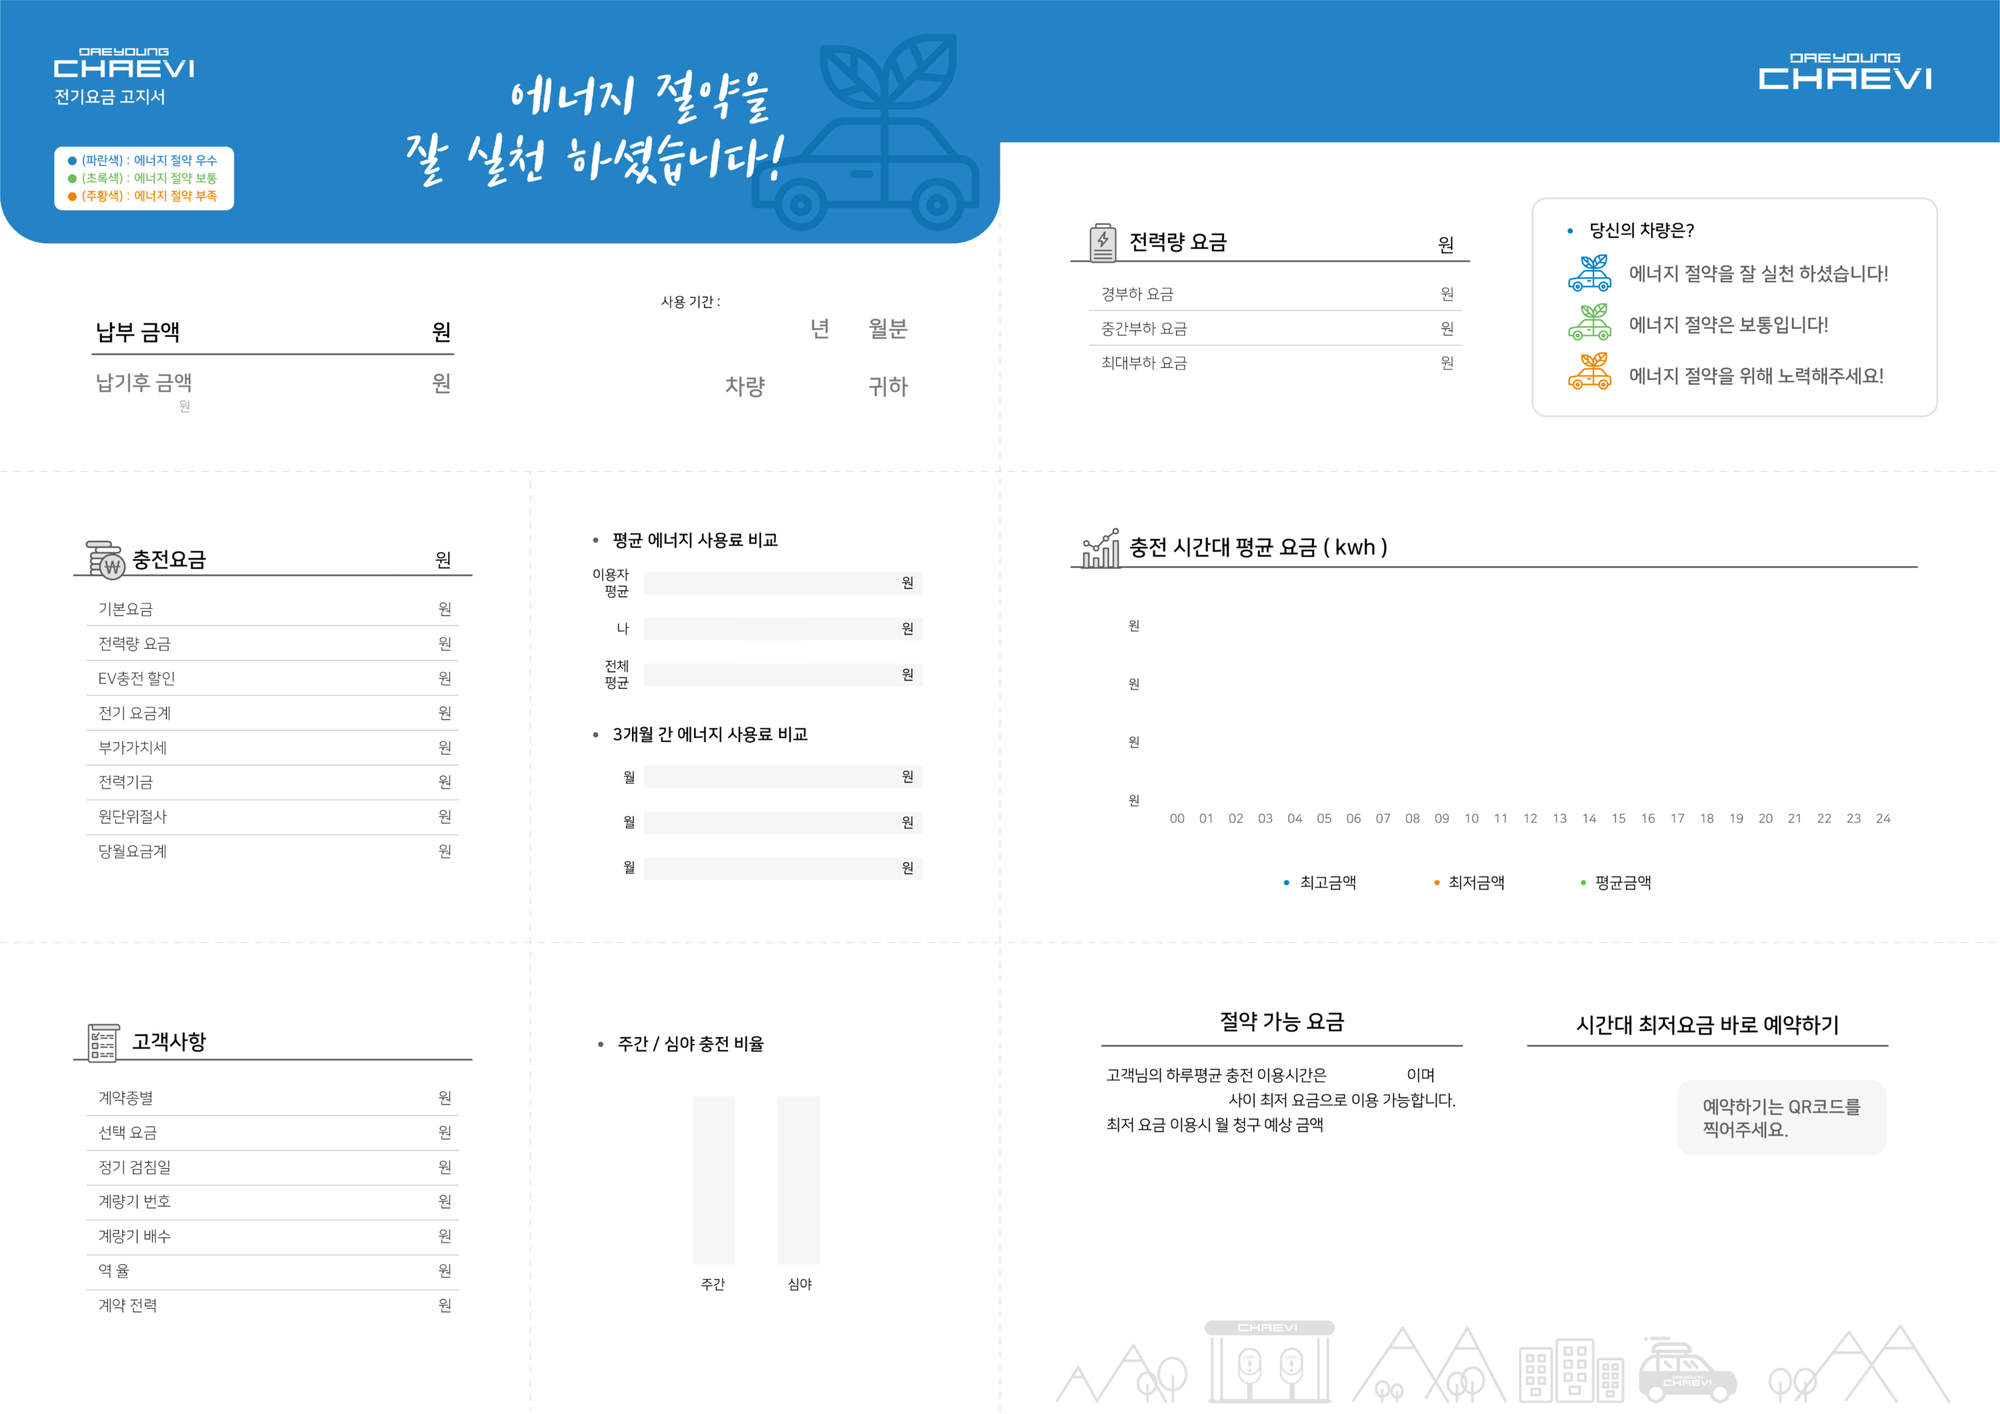 DAEYOUNG
CHAEVI
전기요금 고지서
(파란색) : 에너지 절약 우수
(초록색) : 에너지 절약 보통
(주황색) : 에너지 절약 부족
에너지 절약을
잘 실천 하셨습니다!
DAEYOUNG
CHAEVI
사용 기간 :
년 월분
차량 귀하
납부 금액 원
납기후 금액 원
원
전력량 요금 원
경부하 요금 원
중간부하 요금 원
최대부하 요금 원
당신의 차량은?
에너지 절약을 잘 실천 하셨습니다!
에너지 절약은 보통입니다!
에너지 절약을 위해 노력해주세요!
충전요금 원
기본요금 원
전력량 요금 원
EV충전 할인 원
전기 요금계 원
부가가치세 원
전력기금 원
원단위절사 원
당월요금계 원
평균 에너지 사용료 비교
이용자
평균 원
나 원
전체
평균 원
3개월 간 에너지 사용료 비교
월 원
월 원
월 원
충전 시간대 평균 요금 ( kwh )
원
원
원
원
00 01 02 03 04 05 06 07 08 09 10 11 12 13 14 15 16 17 18 19 20 21 22 23 24
최고금액 최저금액 평균금액
고객사항
계약종별 원
선택 요금 원
정기 검침일 원
계량기 번호 원
계량기 배수 원
역 율 원
계약 전력 원
주간 / 심야 충전 비율
주간 심야
절약 가능 요금
고객님의 하루평균 충전 이용시간은 이며
사이 최저 요금으로 이용 가능합니다.
최저 요금 이용시 월 청구 예상 금액
시간대 최저요금 바로 예약하기
예약하기는 QR코드를
찍어주세요.
CHAEVI
DAEYOUNG
CHAEVI